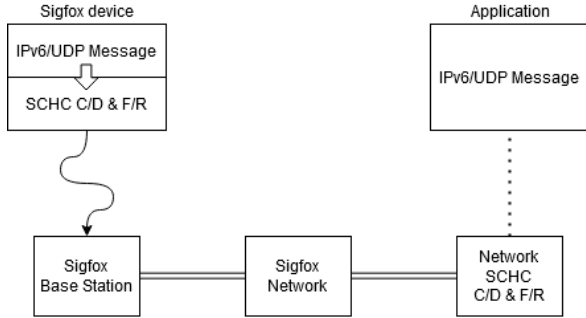 Sigfox device
Application
IPv6/UDP Message
SCHC C/D & F/R
IPv6/UDP Message
Sigfox
Base Station
Sigfox
Network
Network
SCHC
C/D & F/R